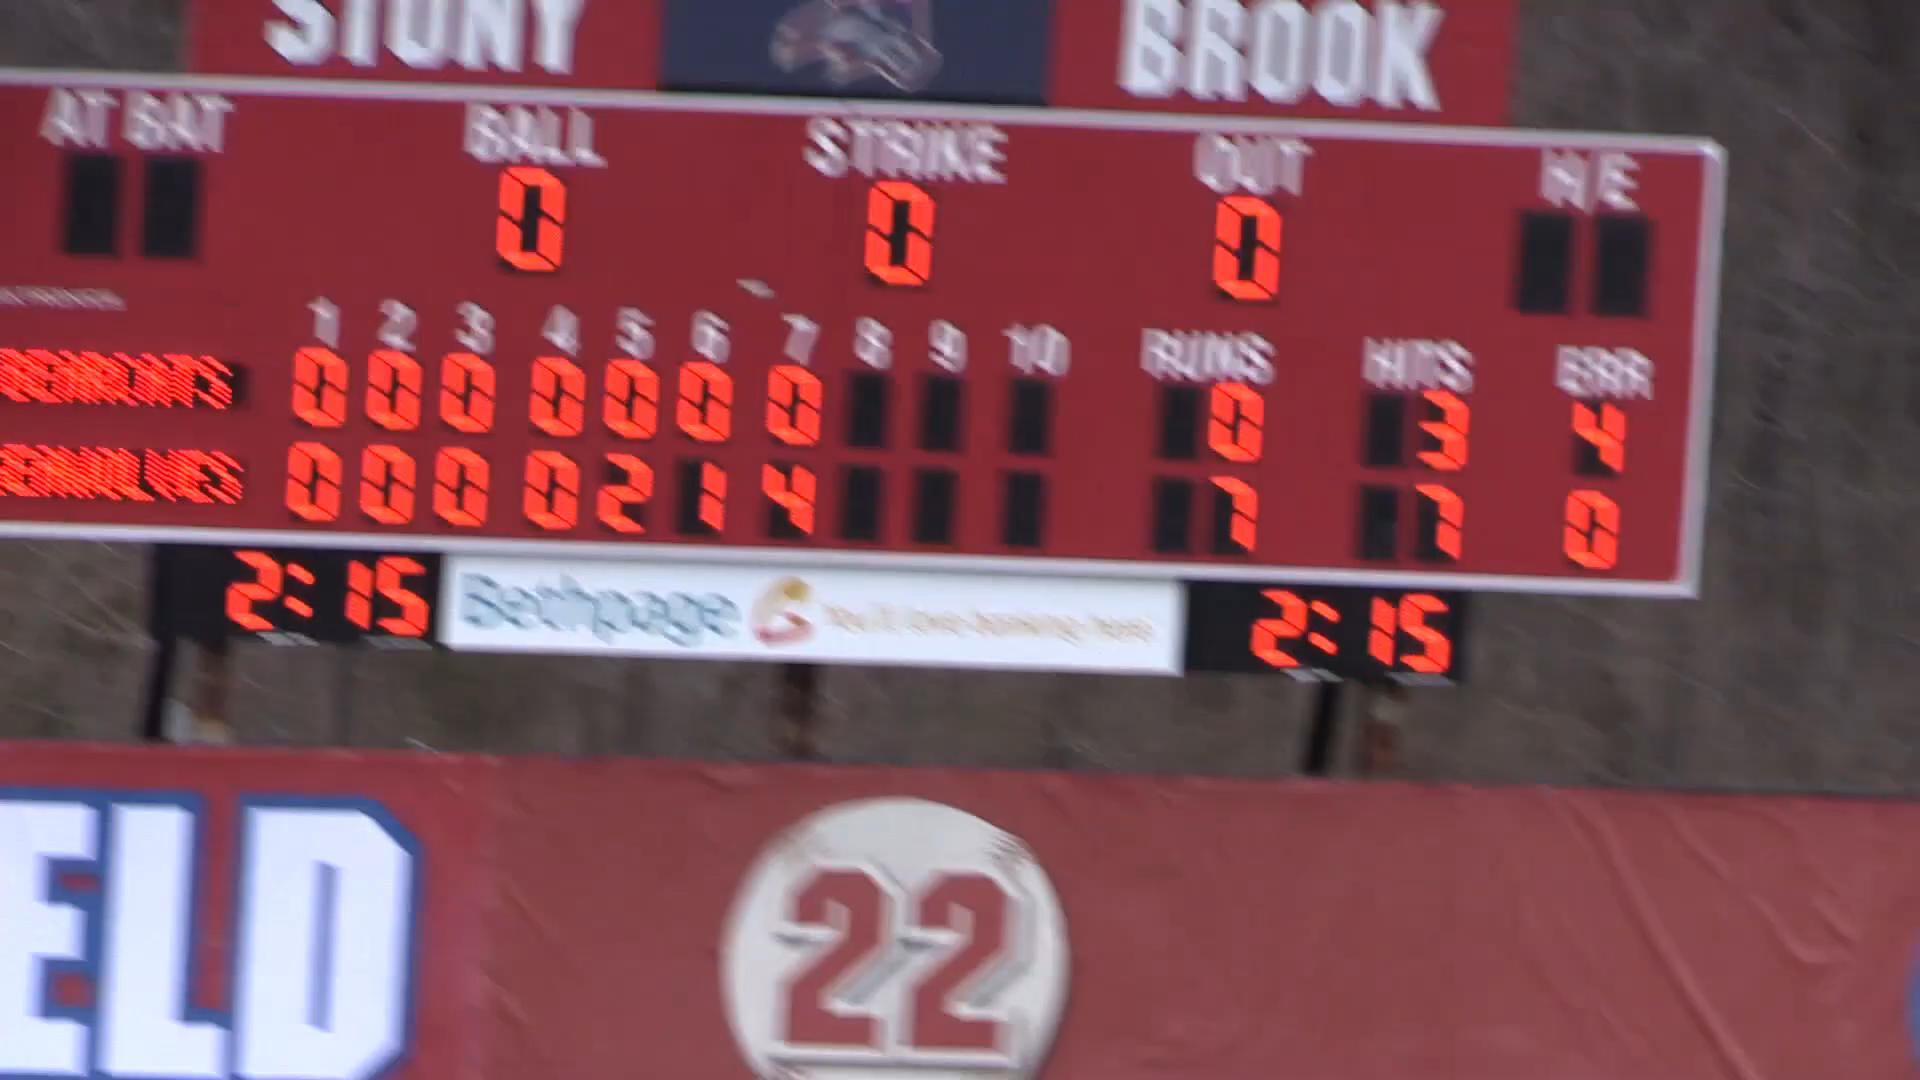 STONY BROOK
AT BAT BALL STRIKE OUT H/E
0 0 0
1 2 3 4 5 6 7 8 9 10 RUNS HITS ERR
0 0 0 0 0 0 0 0 3 4
0 0 0 0 2 1 4 7 7 0
2:15 Bethpage 2:15
ELD
22